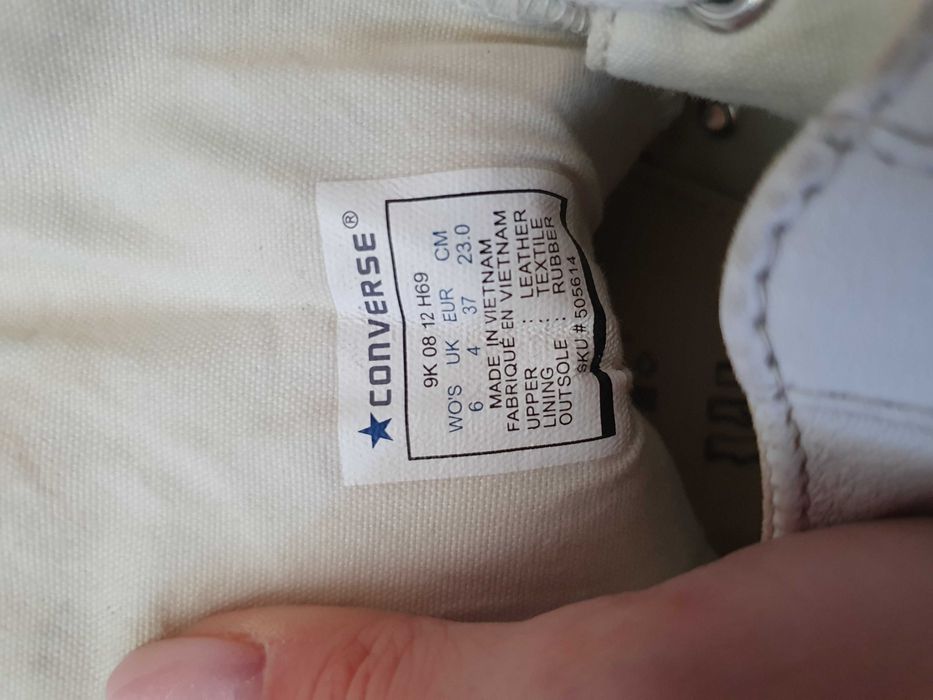 ★CONVERSE®
9K 08 12 H69
WO'S UK EUR CM
6 4 37 23.0
MADE IN VIETNAM
FABRIQUÉ EN VIETNAM
UPPER : LEATHER
LINING : TEXTILE
OUTSOLE : RUBBER
SKU # 505614